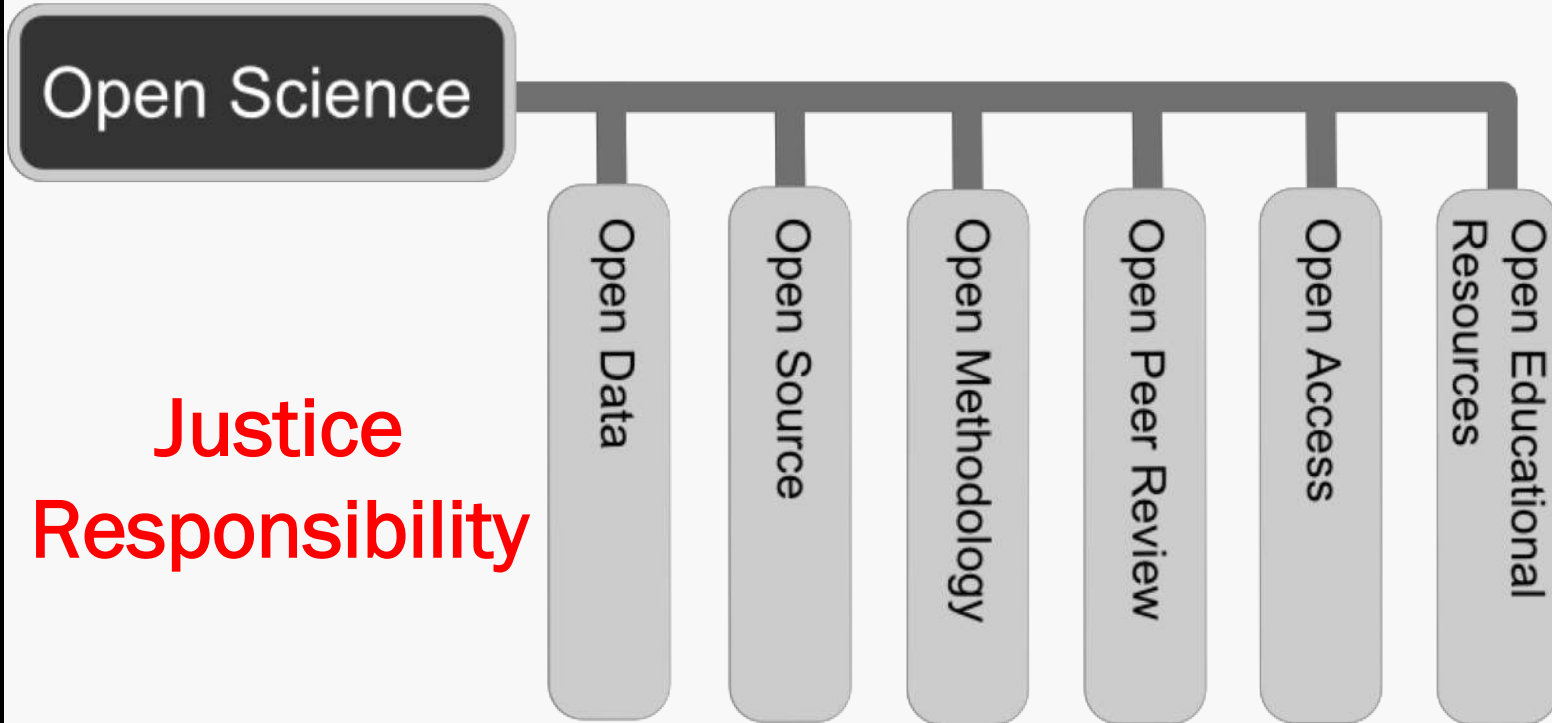 Open Science
Justice
Responsibility
Open Data
Open Source
Open Methodology
Open Peer Review
Open Access
Open Educational
Resources